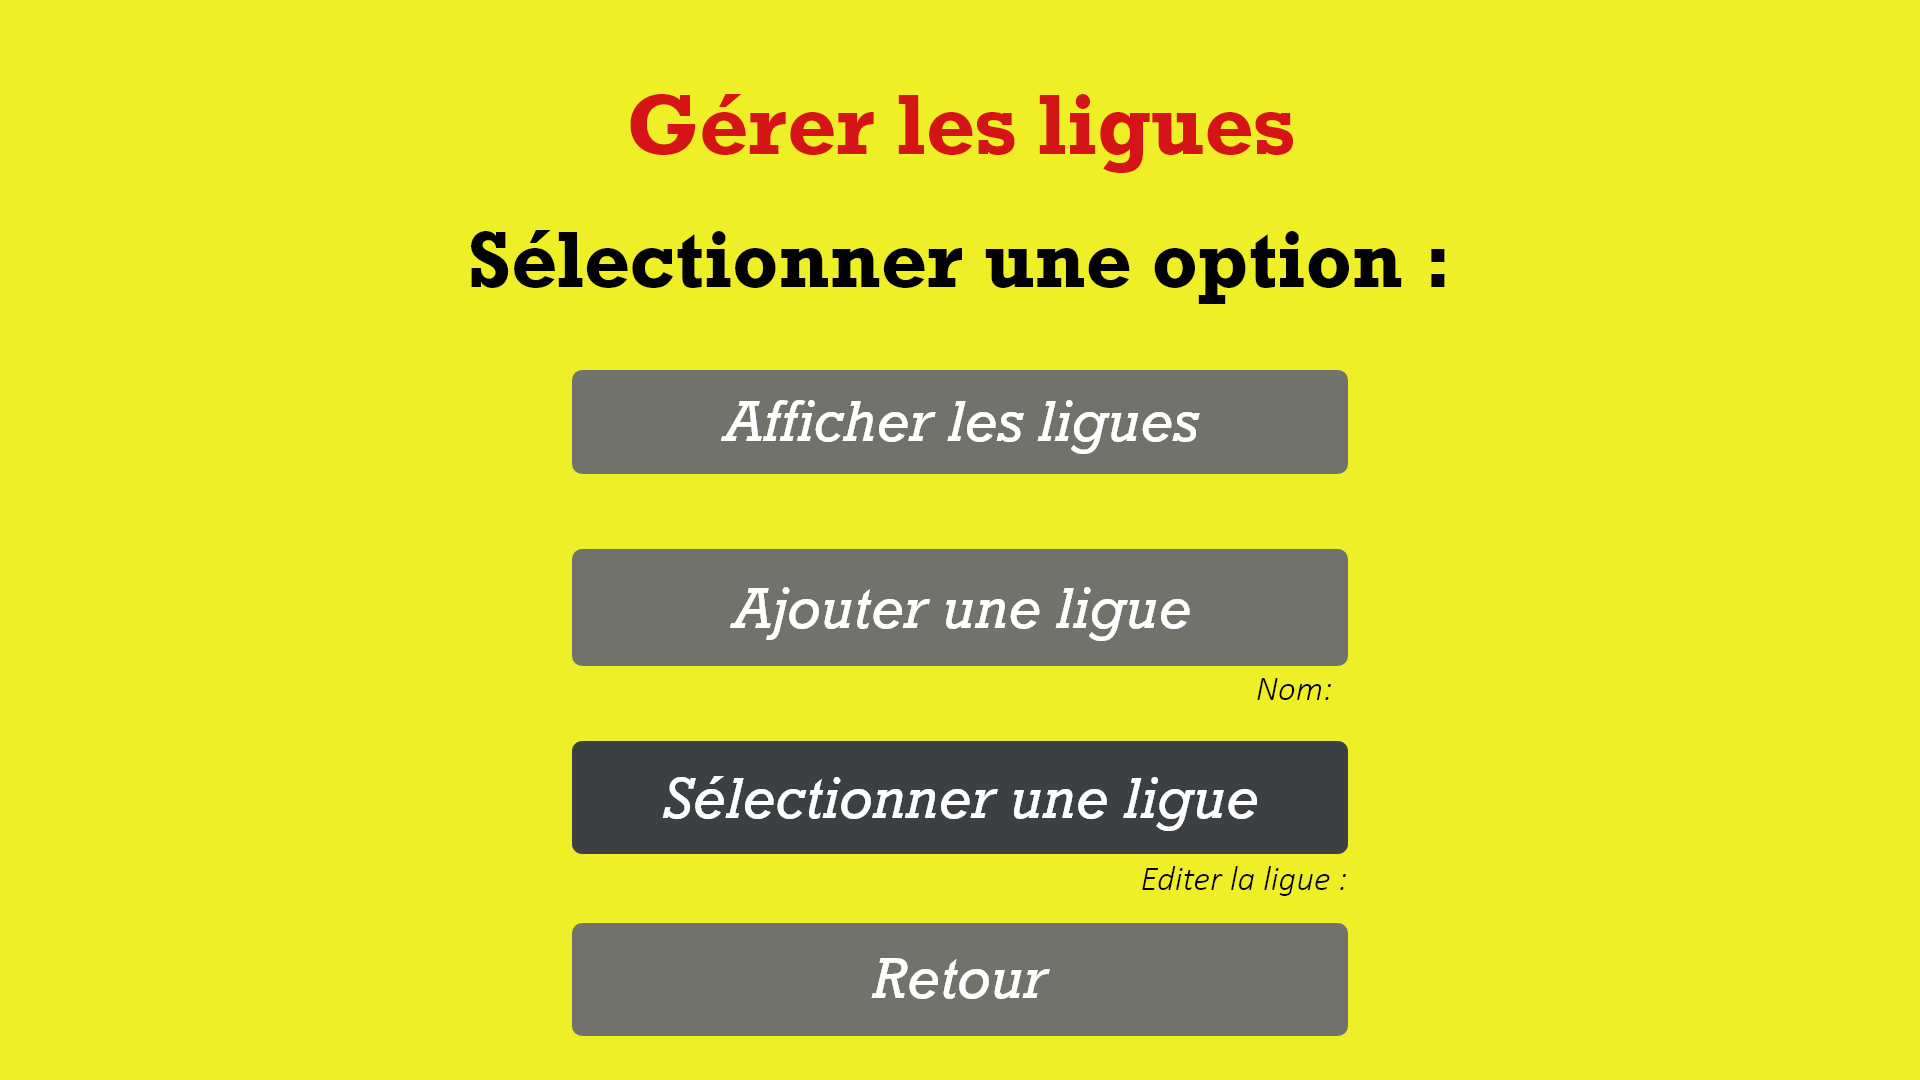 Gérer les ligues
Sélectionner une option :
Afficher les ligues
Ajouter une ligue
Nom:
Sélectionner une ligue
Editer la ligue :
Retour